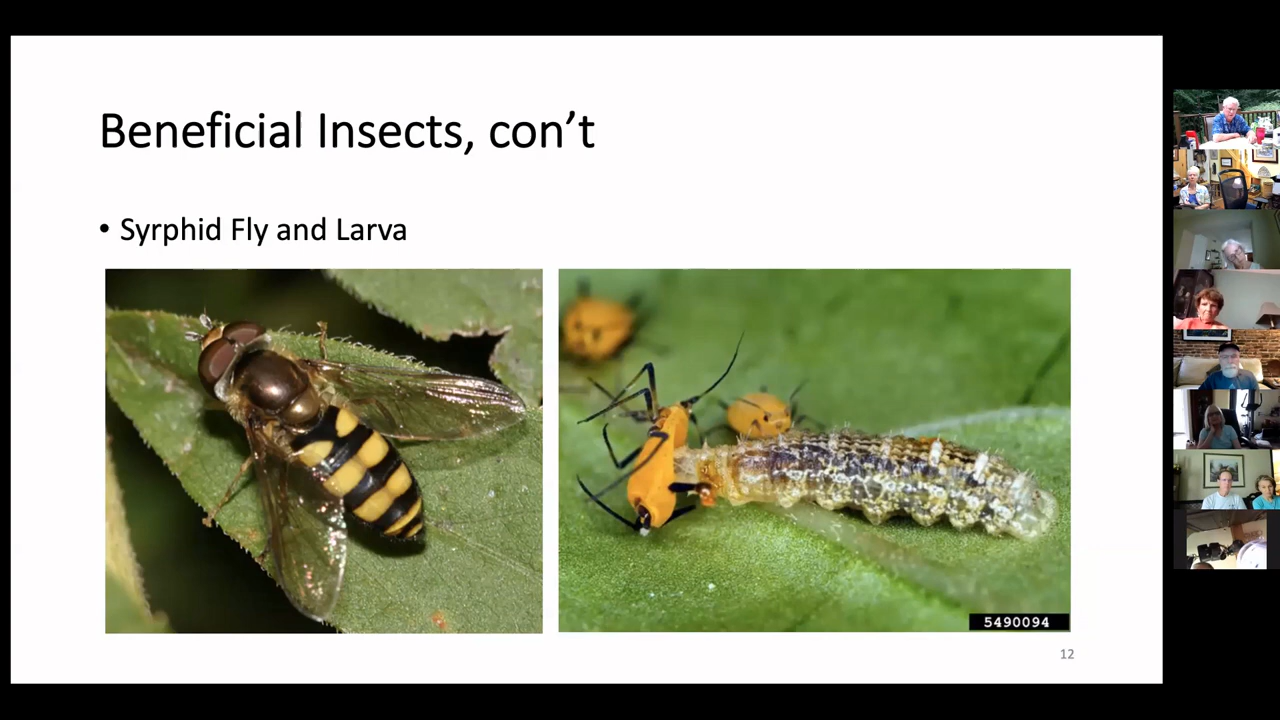 Beneficial Insects, con’t
• Syrphid Fly and Larva
5490094
12